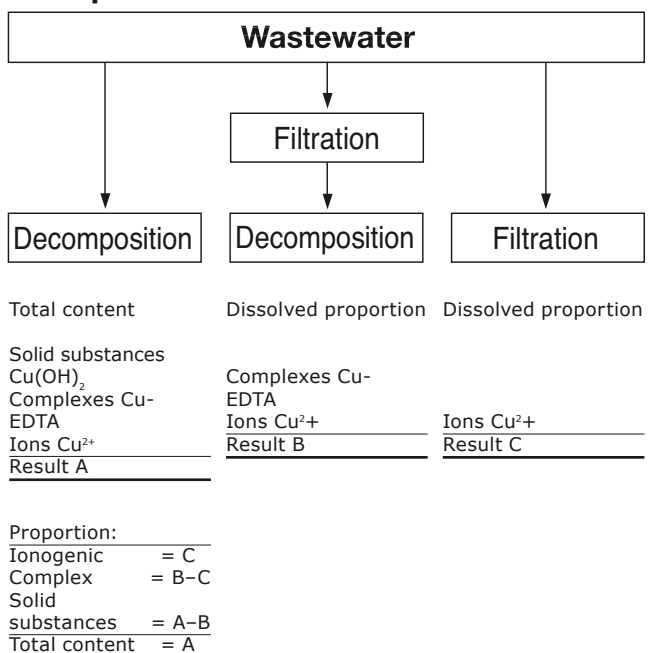 Wastewater
Filtration
Decomposition
Decomposition
Filtration
Total content
Solid substances
Cu(OH)₂
Complexes Cu-
EDTA
Ions Cu²⁺
Result A
Dissolved proportion
Complexes Cu-
EDTA
Ions Cu²+
Result B
Dissolved proportion
Ions Cu²+
Result C
Proportion:
Ionogenic = C
Complex = B–C
Solid
substances = A–B
Total content = A